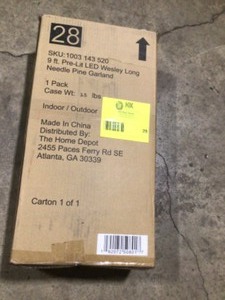 28
SKU:1003 143 520
9 ft. Pre-Lit LED Wesley Long
Needle Pine Garland
1 Pack
Case Wt: lbs
Indoor / Outdoor
Made In China
Distributed By:
The Home Depot
2455 Paces Ferry Rd SE
Atlanta, GA 30339
Carton 1 of 1